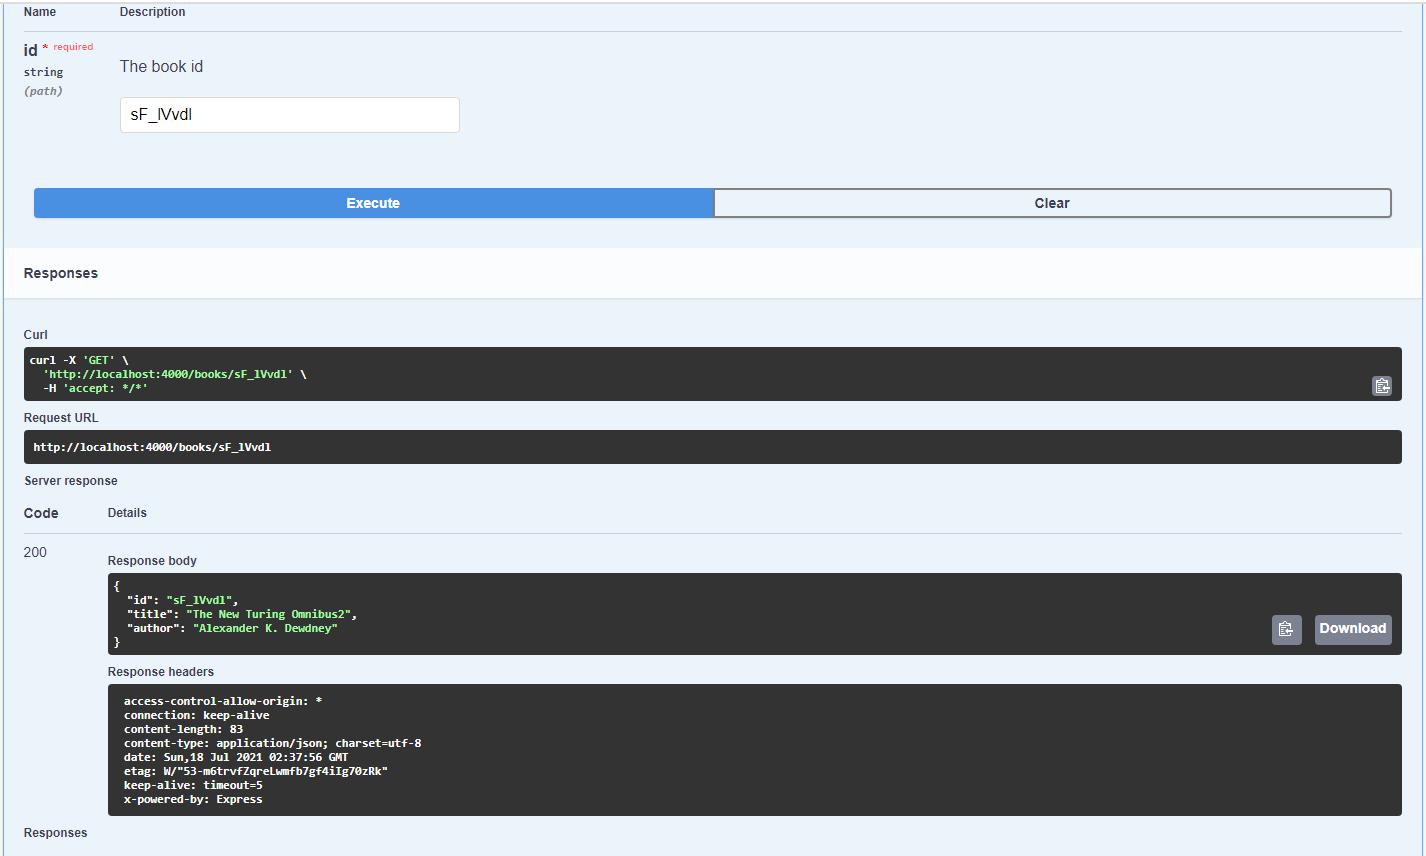 Name Description
id * required
string
(path)
The book id
sF_lVvdl
Execute Clear
Responses
Curl
curl -X 'GET' \
'http://localhost:4000/books/sF_lVvdl' \
-H 'accept: */*'
Request URL
http://localhost:4000/books/sF_lVvdl
Server response
Code Details
200
Response body
{
"id": "sF_lVvdl",
"title": "The New Turing Omnibus2",
"author": "Alexander K. Dewdney"
}
Download
Response headers
access-control-allow-origin: *
connection: keep-alive
content-length: 83
content-type: application/json; charset=utf-8
date: Sun,18 Jul 2021 02:37:56 GMT
etag: W/"53-m6trvfZqreLwmfb7gf4iIg70zRk"
keep-alive: timeout=5
x-powered-by: Express
Responses